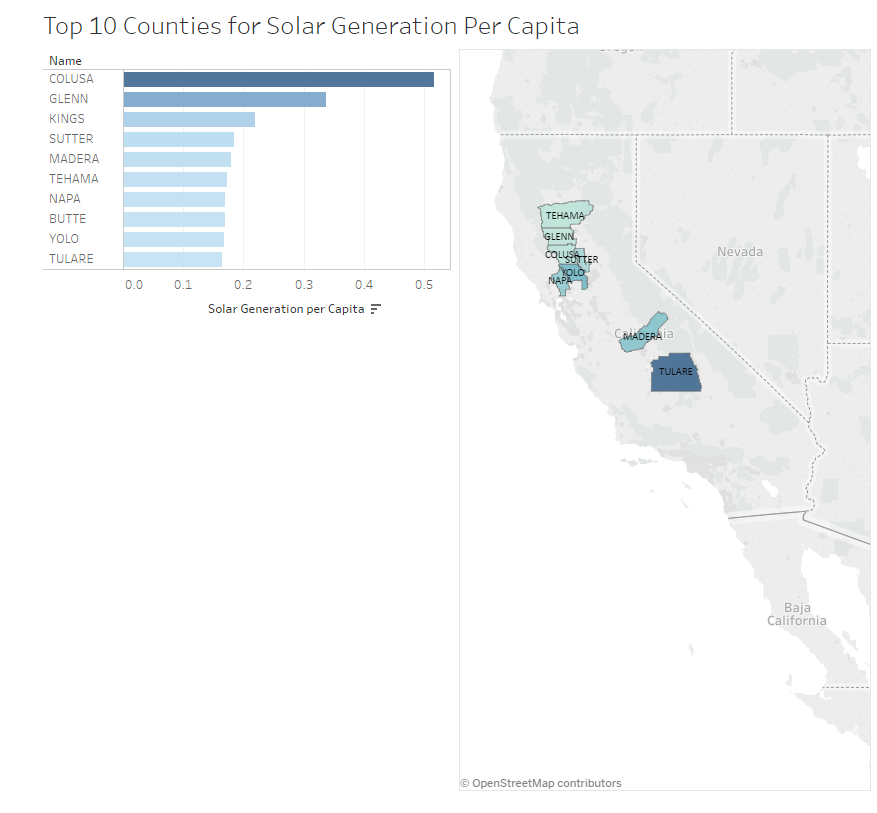 Top 10 Counties for Solar Generation Per Capita
Name
COLUSA
GLENN
KINGS
SUTTER
MADERA
TEHAMA
NAPA
BUTTE
YOLO
TULARE
0.0 0.1 0.2 0.3 0.4 0.5
Solar Generation per Capita
Oregon
TEHAMA
GLENN
COLUSA
SUTTER
YOLO
NAPA
Nevada
California
MADERA
TULARE
Baja
California
© OpenStreetMap contributors